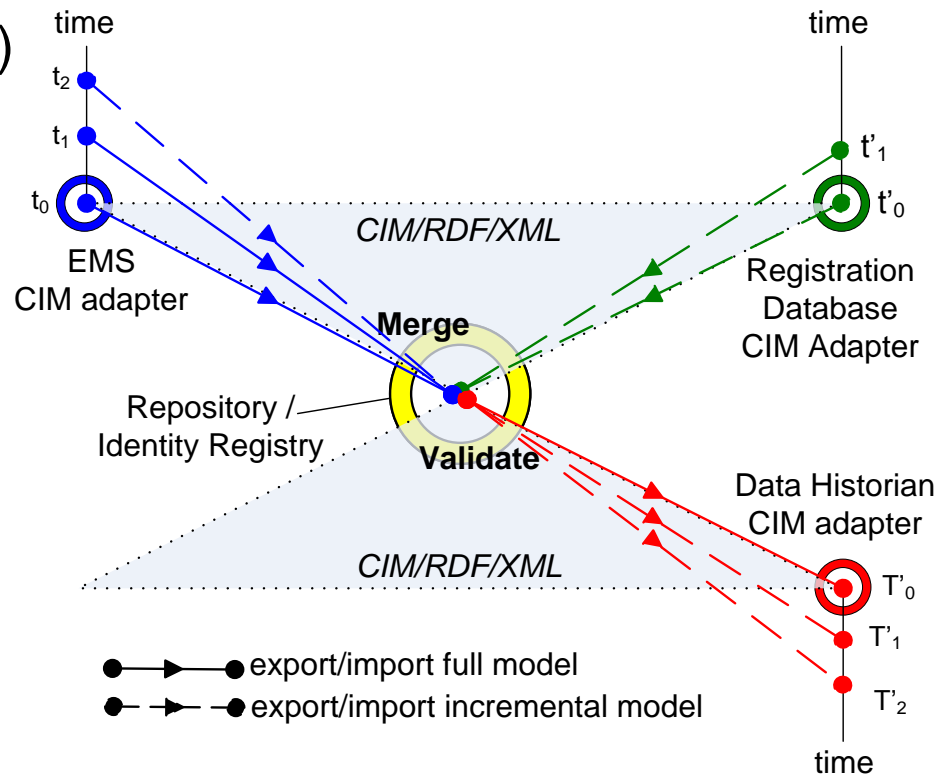 )
time
time
t2
t1
t0
t'1
t'0
CIM/RDF/XML
EMS
CIM adapter
Registration
Database
CIM Adapter
Merge
Repository /
Identity Registry
Validate
Data Historian
CIM adapter
CIM/RDF/XML
T'0
T'1
T'2
export/import full model
export/import incremental model
time